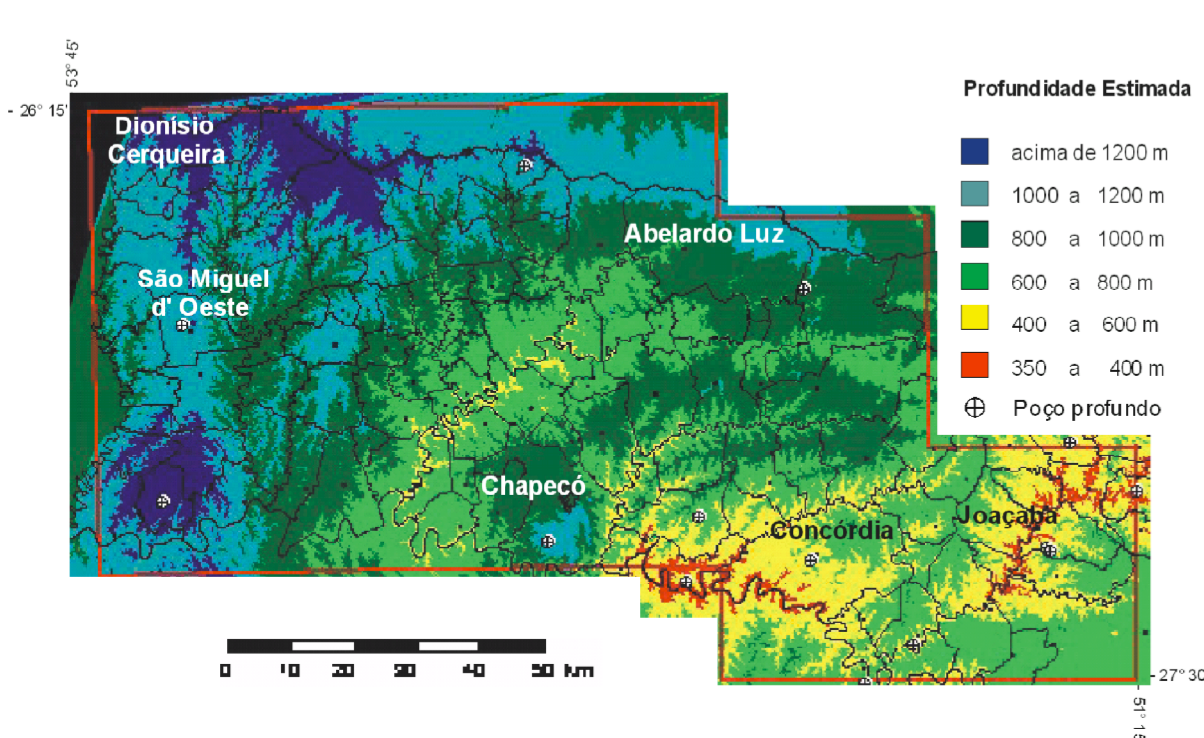 53° 45'
- 26° 15'
Dionísio
Cerqueira
São Miguel
d' Oeste
Abelardo Luz
Chapecó
Concórdia
Joaçaba
Profundidade Estimada
acima de 1200 m
1000 a 1200 m
800 a 1000 m
600 a 800 m
400 a 600 m
350 a 400 m
Poço profundo
0 10 20 30 40 50 km
- 27° 30
- 51° 15